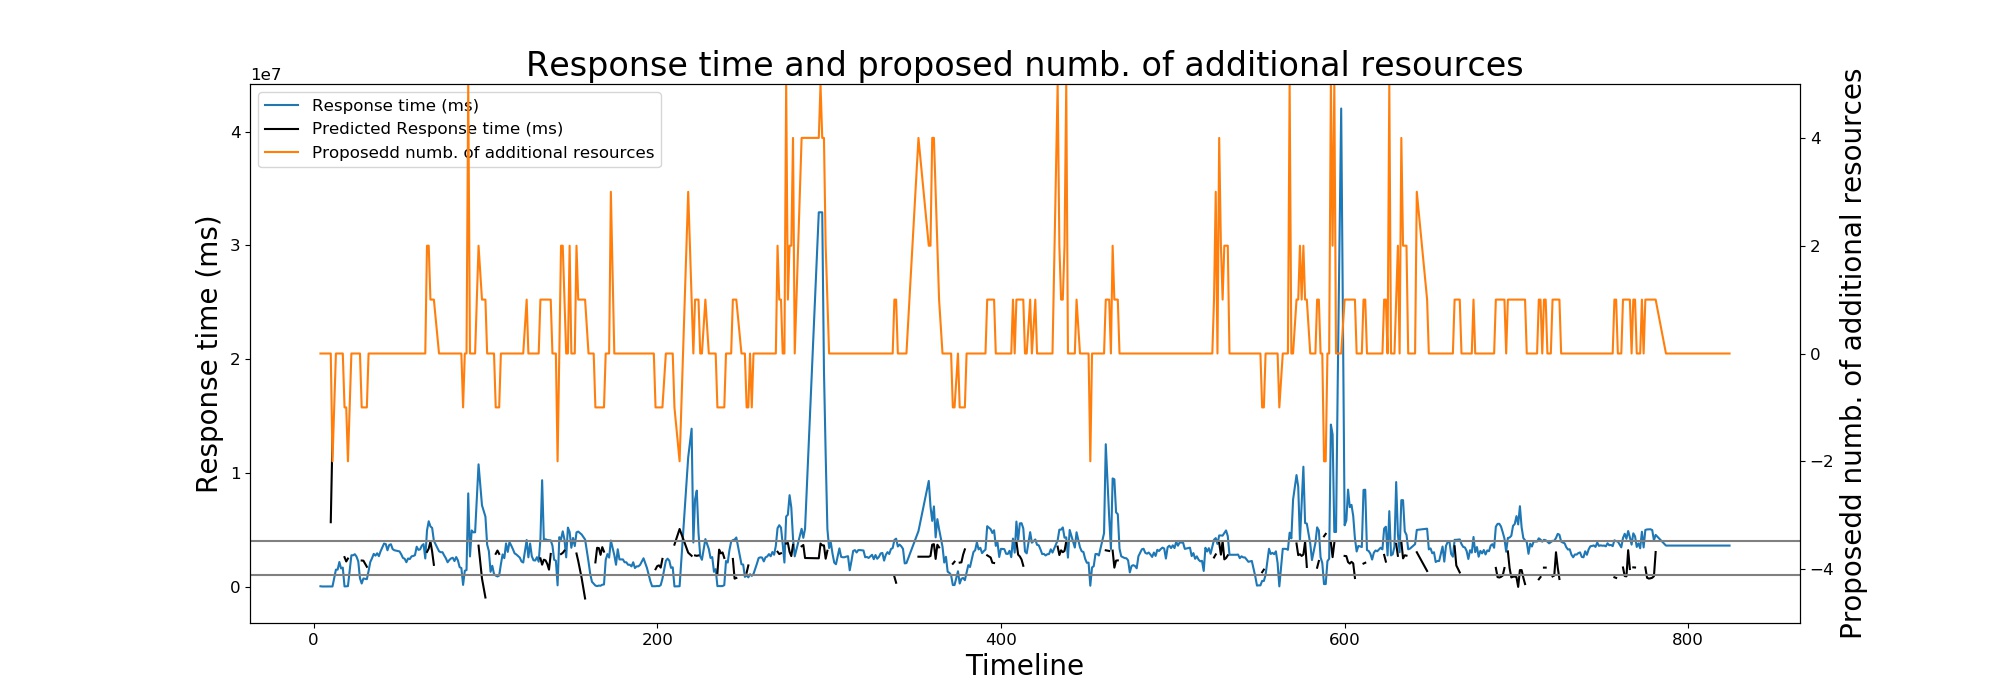 Response time and proposed numb. of additional resources
1e7
Response time (ms)
Predicted Response time (ms)
Proposedd numb. of additional resources
4
3
2
1
0
Response time (ms)
4
2
0
−2
−4
Proposedd numb. of additional resources
0
200
400
600
800
Timeline